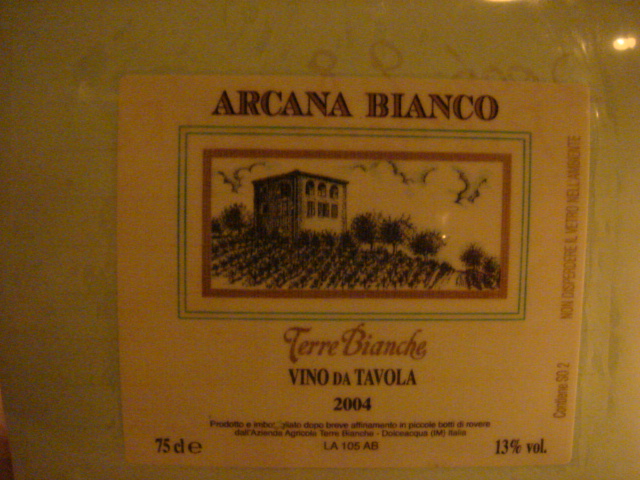 ARCANA BIANCO
Terre Bianche
VINO DA TAVOLA
2004
Prodotto e imbottigliato dopo breve affinamento in piccole botti di rovere
dall'Azienda Agricola Terre Bianche - Dolceacqua (IM) Italia
75 cl e
LA 105 AB
13% vol.
Contiene SO 2
NON DISPERDERE IL VETRO NELL'AMBIENTE